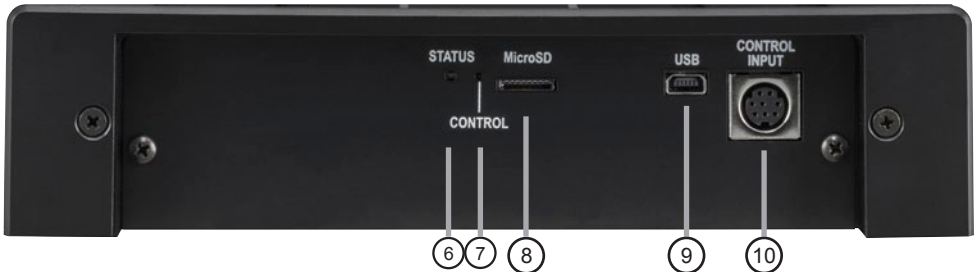 CONTROL
INPUT
STATUS
MicroSD
USB
CONTROL
6
7
8
9
10